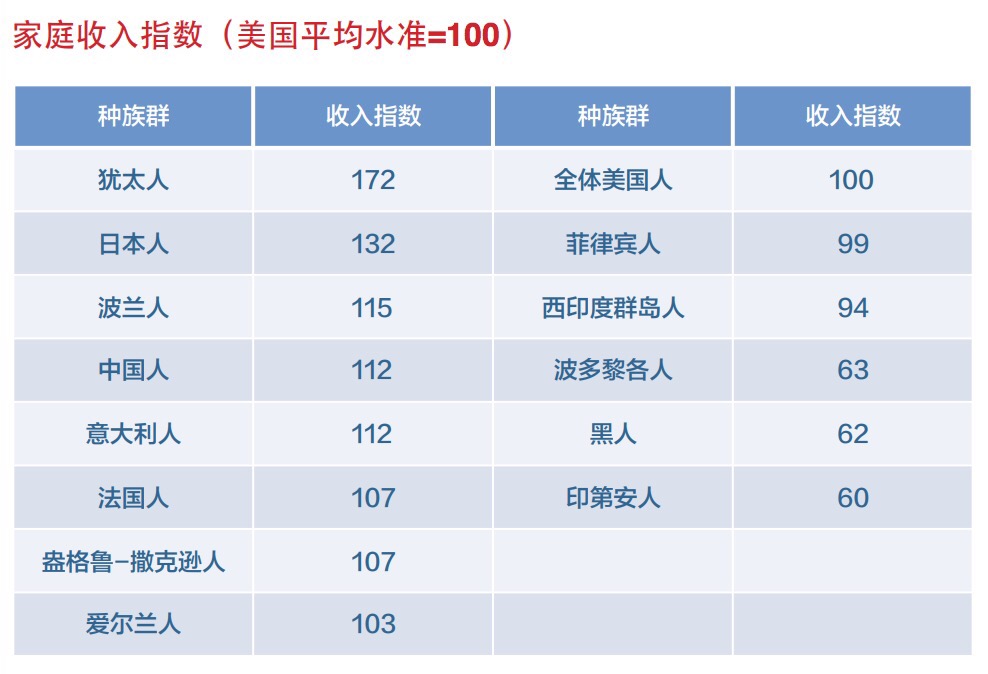 家庭收入指数（美国平均水准=100）
种族群 收入指数 种族群 收入指数
犹太人 172 全体美国人 100
日本人 132 菲律宾人 99
波兰人 115 西印度群岛人 94
中国人 112 波多黎各人 63
意大利人 112 黑人 62
法国人 107 印第安人 60
盎格鲁-撒克逊人 107
爱尔兰人 103